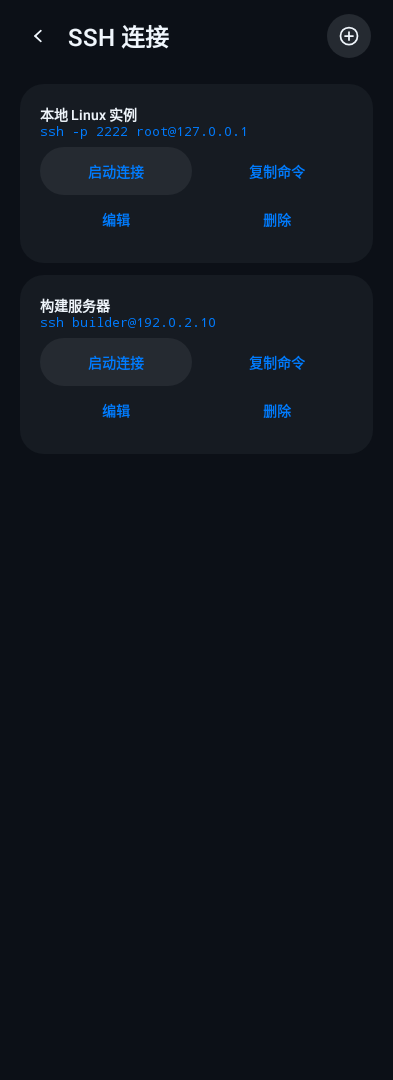 SSH 连接
本地 Linux 实例
ssh -p 2222 root@127.0.0.1
启动连接
复制命令
编辑
删除
构建服务器
ssh builder@192.0.2.10
启动连接
复制命令
编辑
删除